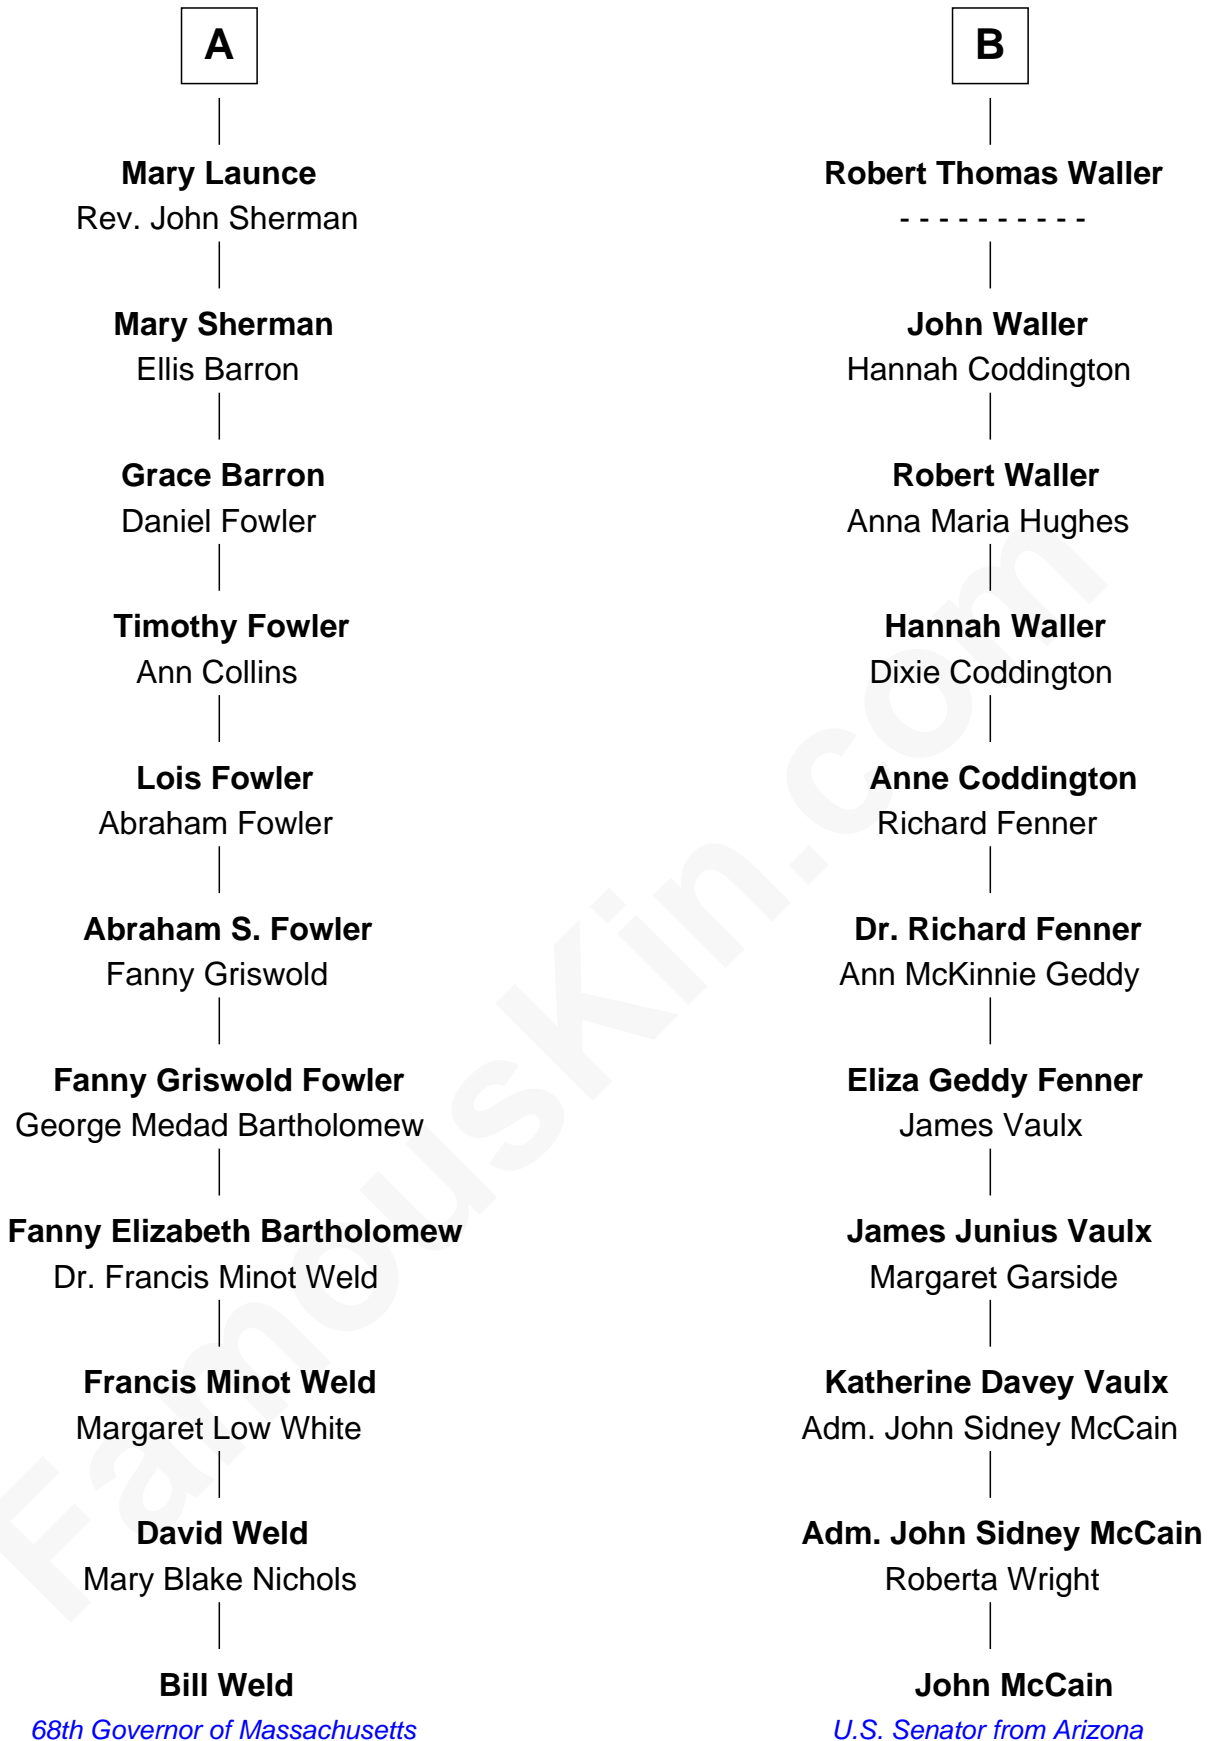 A
Mary Launce
Rev. John Sherman
Mary Sherman
Ellis Barron
Grace Barron
Daniel Fowler
Timothy Fowler
Ann Collins
Lois Fowler
Abraham Fowler
Abraham S. Fowler
Fanny Griswold
Fanny Griswold Fowler
George Medad Bartholomew
Fanny Elizabeth Bartholomew
Dr. Francis Minot Weld
Francis Minot Weld
Margaret Low White
David Weld
Mary Blake Nichols
Bill Weld
68th Governor of Massachusetts
B
Robert Thomas Waller
- - - - - - - - - -
John Waller
Hannah Coddington
Robert Waller
Anna Maria Hughes
Hannah Waller
Dixie Coddington
Anne Coddington
Richard Fenner
Dr. Richard Fenner
Ann McKinnie Geddy
Eliza Geddy Fenner
James Vaulx
James Junius Vaulx
Margaret Garside
Katherine Davey Vaulx
Adm. John Sidney McCain
Adm. John Sidney McCain
Roberta Wright
John McCain
U.S. Senator from Arizona
FamousKin.com